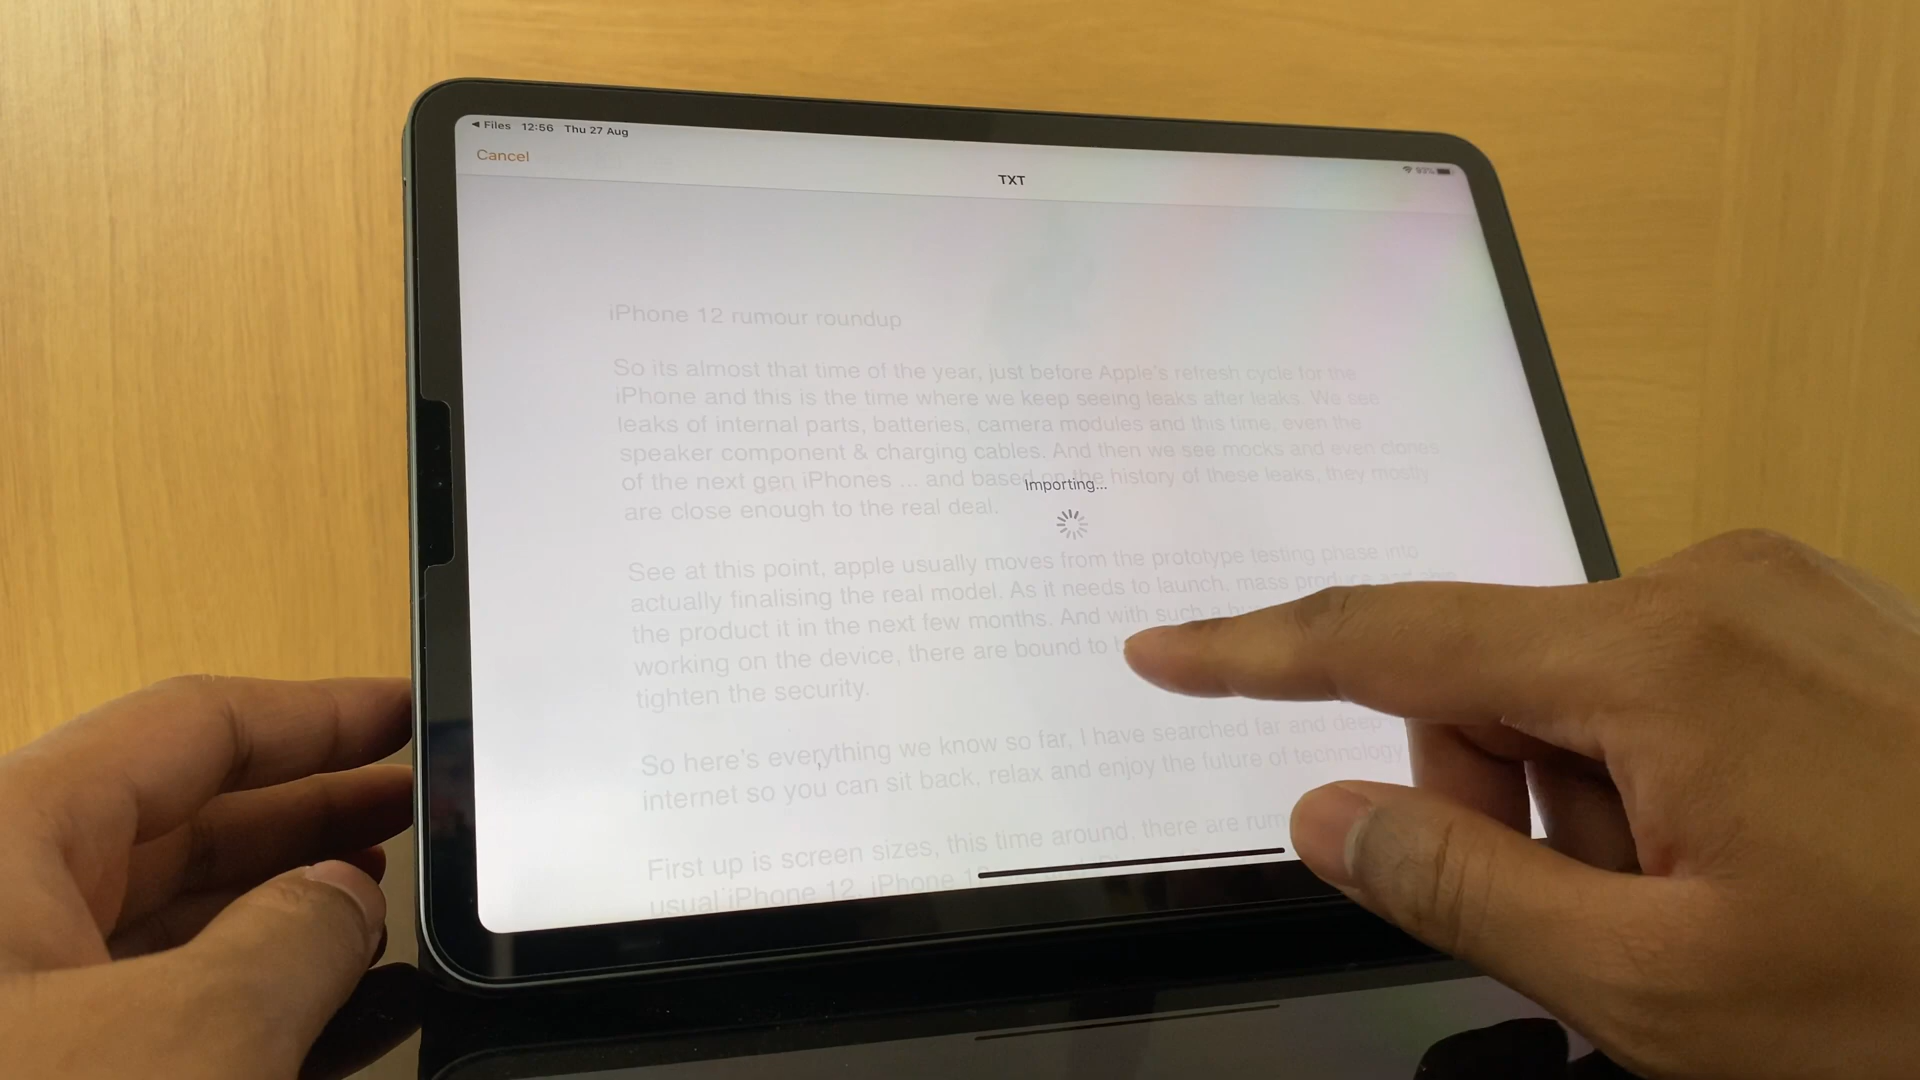 Files 12:56 Thu 27 Aug
93%
Cancel
TXT
iPhone 12 rumour roundup
So its almost that time of the year, just before Apple's refresh cycle for the
iPhone and this is the time where we keep seeing leaks after leaks. We see
leaks of internal parts, batteries, camera modules and this time, even the
speaker component & charging cables. And then we see mocks and even clones
of the next gen iPhones ... and based on the history of these leaks, they mostly
are close enough to the real deal.
Importing...
See at this point, apple usually moves from the prototype testing phase into
actually finalising the real model. As it needs to launch, mass produce
the product it in the next few months. And with such a
working on the device, there are bound to
tighten the security.
So here's everything we know so far, I have searched far and deep
internet so you can sit back, relax and enjoy the future of technology
First up is screen sizes, this time around, there are
usual iPhone 12, iPhone